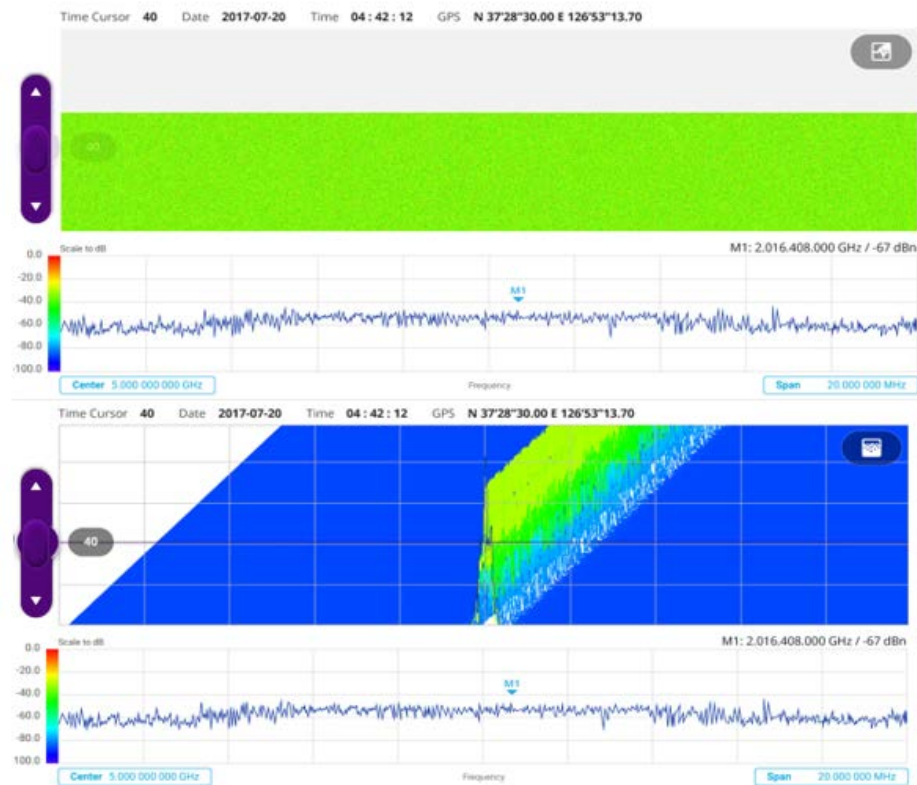 Time Cursor 40 Date 2017-07-20 Time 04 : 42 : 12 GPS N 37'28"30.00 E 126'53"13.70
40
Scale to dB
M1: 2.016.408.000 GHz / -67 dBn
0.0
-20.0
-40.0
-60.0
-80.0
-100.0
M1
Center 5.000 000 000 GHz
Frequency
Span 20.000 000 MHz
Time Cursor 40 Date 2017-07-20 Time 04 : 42 : 12 GPS N 37'28"30.00 E 126'53"13.70
40
Scale to dB
M1: 2.016.408.000 GHz / -67 dBn
0.0
-20.0
-40.0
-60.0
-80.0
100.0
M1
Center 5.000 000 000 GHz
Frequency
Span 20.000 000 MHz